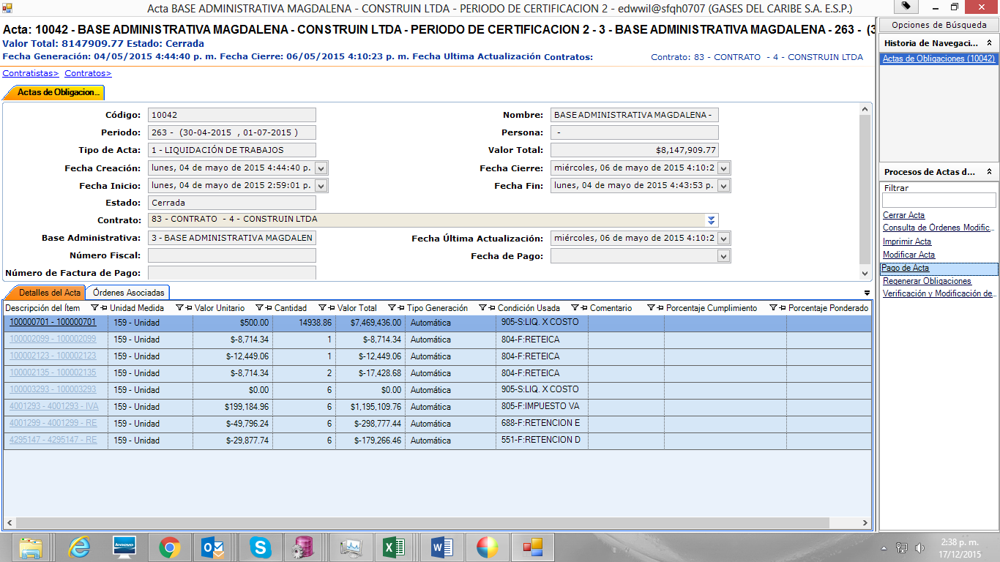 Acta BASE ADMINISTRATIVA MAGDALENA - CONSTRUIN LTDA - PERIODO DE CERTIFICACION 2 - edwwil@sfqh0707 (GASES DEL CARIBE S.A. E.S.P.)
Acta: 10042 - BASE ADMINISTRATIVA MAGDALENA - CONSTRUIN LTDA - PERIODO DE CERTIFICACION 2 - 3 - BASE ADMINISTRATIVA MAGDALENA - 263 - (3
Valor Total: 8147909.77 Estado: Cerrada
Fecha Generación: 04/05/2015 4:44:40 p. m. Fecha Cierre: 06/05/2015 4:10:23 p. m. Fecha Ultima Actualización Contratos: Contrato: 83 - CONTRATO - 4 - CONSTRUIN LTDA
Contratistas> Contratos>
Actas de Obligacion...
Código: 10042 Nombre: BASE ADMINISTRATIVA MAGDALENA -
Periodo: 263 - (30-04-2015 , 01-07-2015 ) Persona: -
Tipo de Acta: 1 - LIQUIDACIÓN DE TRABAJOS Valor Total: $8,147,909.77
Fecha Creación: lunes, 04 de mayo de 2015 4:44:40 p. Fecha Cierre: miércoles, 06 de mayo de 2015 4:10:2
Fecha Inicio: lunes, 04 de mayo de 2015 2:59:01 p. Fecha Fin: lunes, 04 de mayo de 2015 4:43:53 p.
Estado: Cerrada
Contrato: 83 - CONTRATO - 4 - CONSTRUIN LTDA
Base Administrativa: 3 - BASE ADMINISTRATIVA MAGDALEN Fecha Última Actualización: miércoles, 06 de mayo de 2015 4:10:2
Número Fiscal: Fecha de Pago:
Número de Factura de Pago:
Detalles del Acta Órdenes Asociadas
Descripción del Ítem Unidad Medida Valor Unitario Cantidad Valor Total Tipo Generación Condición Usada Comentario Porcentaje Cumplimiento Porcentaje Ponderado
100000701 - 100000701 159 - Unidad $500.00 14938.86 $7,469,436.00 Automática 905-S:LIQ. X COSTO
100002099 - 100002099 159 - Unidad $-8,714.34 1 $-8,714.34 Automática 804-F:RETEICA
100002123 - 100002123 159 - Unidad $-12,449.06 1 $-12,449.06 Automática 804-F:RETEICA
100002135 - 100002135 159 - Unidad $-8,714.34 2 $-17,428.68 Automática 804-F:RETEICA
100003293 - 100003293 159 - Unidad $0.00 6 $0.00 Automática 905-S:LIQ. X COSTO
4001293 - 4001293 - IVA 159 - Unidad $199,184.96 6 $1,195,109.76 Automática 805-F:IMPUESTO VA
4001299 - 4001299 - RE 159 - Unidad $-49,796.24 6 $-298,777.44 Automática 688-F:RETENCION E
4295147 - 4295147 - RE 159 - Unidad $-29,877.74 6 $-179,266.46 Automática 551-F:RETENCION D
Opciones de Búsqueda
Historia de Navegaci...
Actas de Obligaciones (10042)
Procesos de Actas d...
Filtrar
Cerrar Acta
Consulta de Órdenes Modific...
Imprimir Acta
Modificar Acta
Pago de Acta
Regenerar Obligaciones
Verificación y Modificación de...
lenovo
2:38 p. m.
17/12/2015